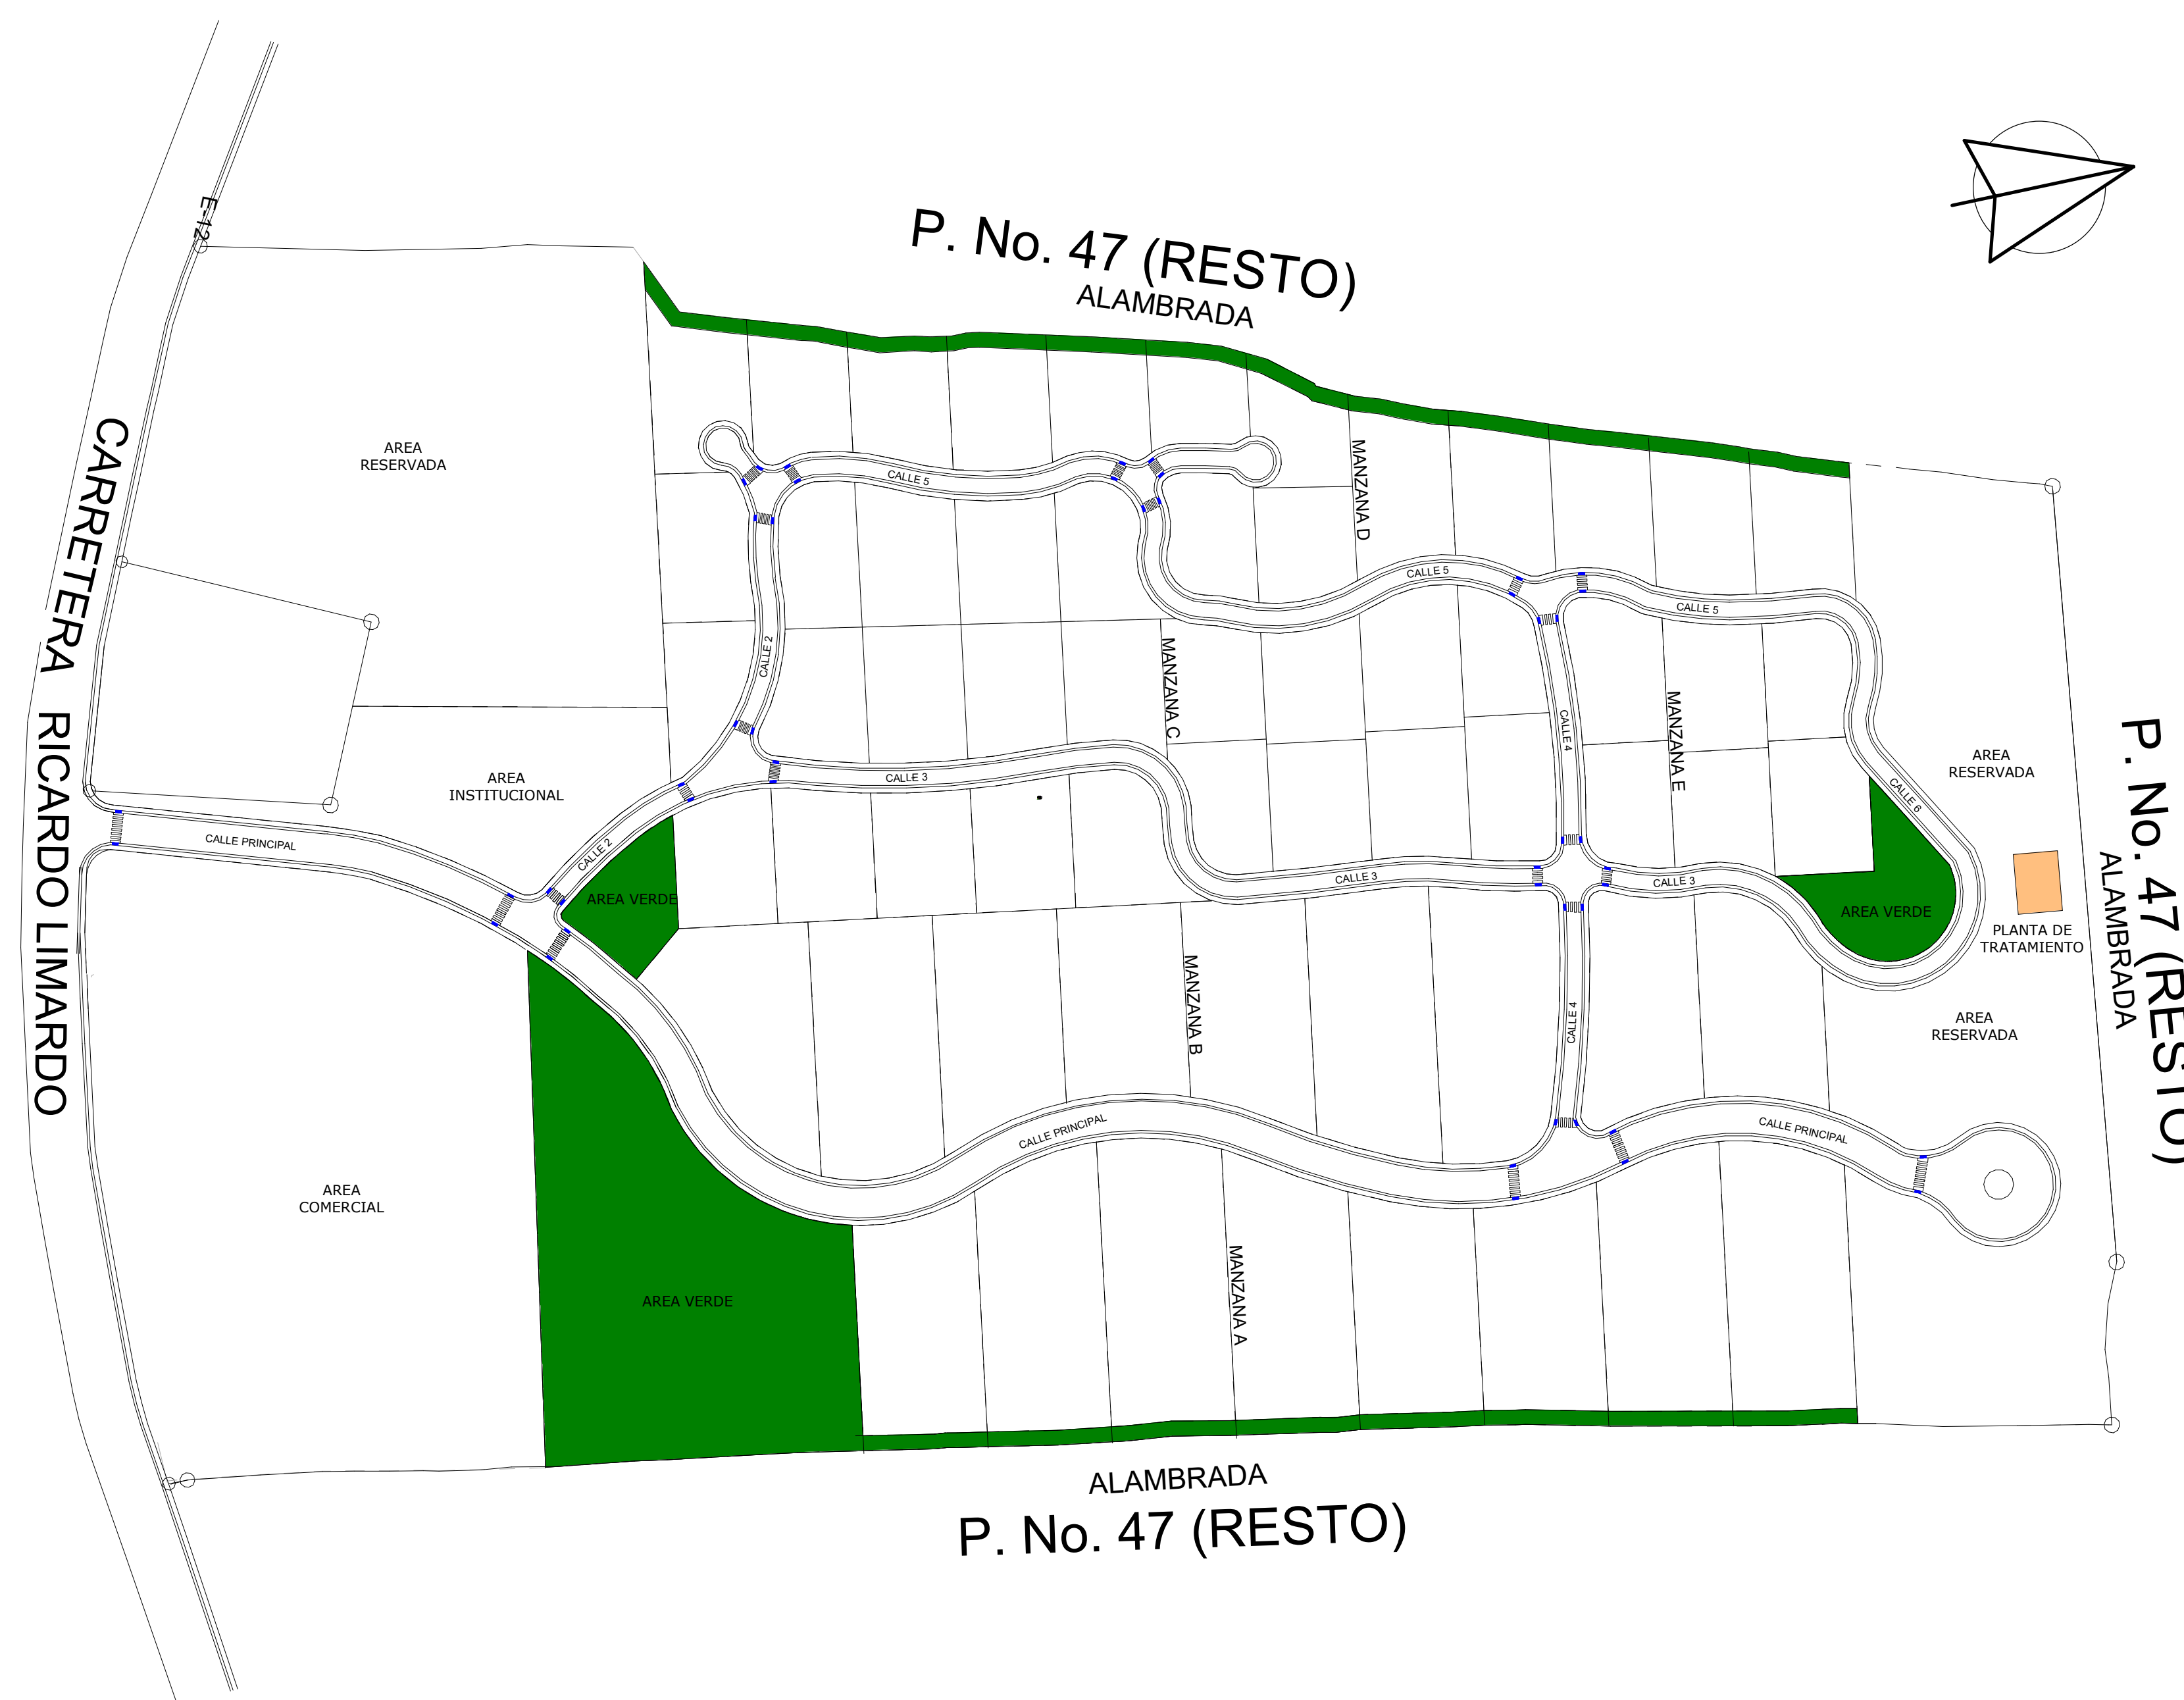 E-12
P. No. 47 (RESTO)
ALAMBRADA
CARRETERA RICARDO LIMARDO
AREA
RESERVADA
CALLE 5
MANZANA D
CALLE 5
CALLE 5
CALLE 2
MANZANA C
CALLE 4
MANZANA E
AREA
INSTITUCIONAL
CALLE 3
AREA
RESERVADA
CALLE 6
P. No. 47 (RESTO)
ALAMBRADA
CALLE PRINCIPAL
CALLE 2
AREA VERDE
CALLE 3
CALLE 3
AREA VERDE
PLANTA DE
TRATAMIENTO
MANZANA B
CALLE 4
AREA
RESERVADA
CALLE PRINCIPAL
CALLE PRINCIPAL
AREA
COMERCIAL
AREA VERDE
MANZANA A
ALAMBRADA
P. No. 47 (RESTO)